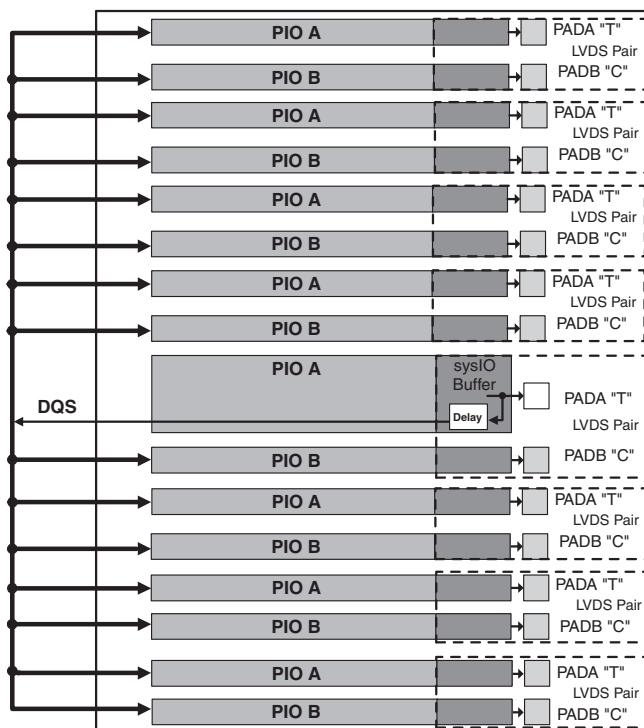 PIO A
PADA "T"
LVDS Pair
PIO B
PADB "C"
PIO A
PADA "T"
LVDS Pair
PIO B
PADB "C"
PIO A
PADA "T"
LVDS Pair
PIO B
PADB "C"
PIO A
PADA "T"
LVDS Pair
PIO B
PADB "C"
PIO A
sysIO
Buffer
PADA "T"
DQS
Delay
LVDS Pair
PIO B
PADB "C"
PIO A
PADA "T"
LVDS Pair
PIO B
PADB "C"
PIO A
PADA "T"
LVDS Pair
PIO B
PADB "C"
PIO A
PADA "T"
LVDS Pair
PIO B
PADB "C"